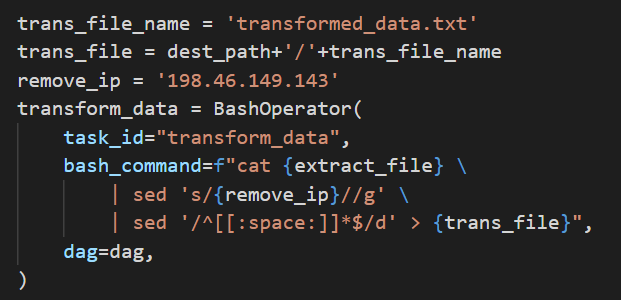 trans_file_name = 'transformed_data.txt'
trans_file = dest_path+'/'+trans_file_name
remove_ip = '198.46.149.143'
transform_data = BashOperator(
    task_id="transform_data",
    bash_command=f"cat {extract_file} \
        | sed 's/{remove_ip}//g' \
        | sed '/^[[:space:]]*$/d' > {trans_file}",
    dag=dag,
)